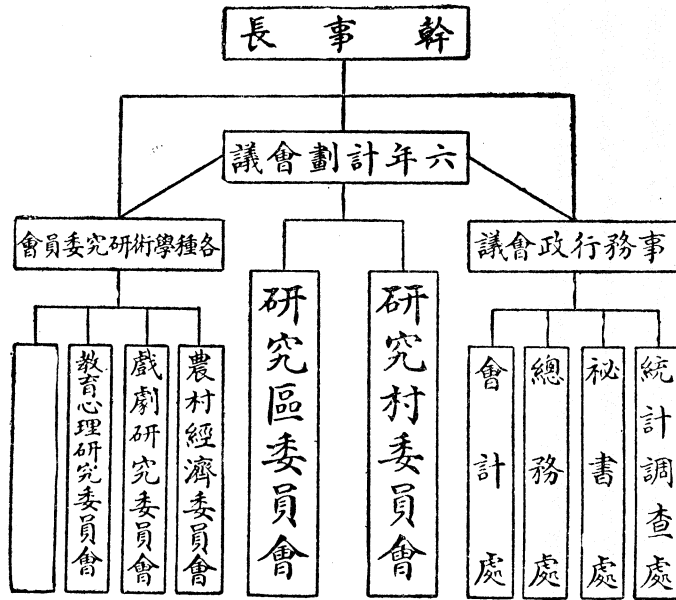 幹事長
六年計劃會議
事務行政會議
各種學術研究委員會
統計調查處
祕書處
總務處
會計處
研究村委員會
研究區委員會
農村經濟委員會
戲劇研究委員會
教育心理研究委員會